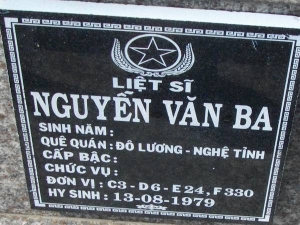 LIỆT SĨ
NGUYỄN VĂN BA
SINH NĂM :
QUÊ QUÁN : ĐÔ LƯƠNG - NGHỆ TĨNH
CẤP BẬC :
CHỨC VỤ :
ĐƠN VỊ : C3 - D6 - E24, F330
HY SINH : 13-08-1979